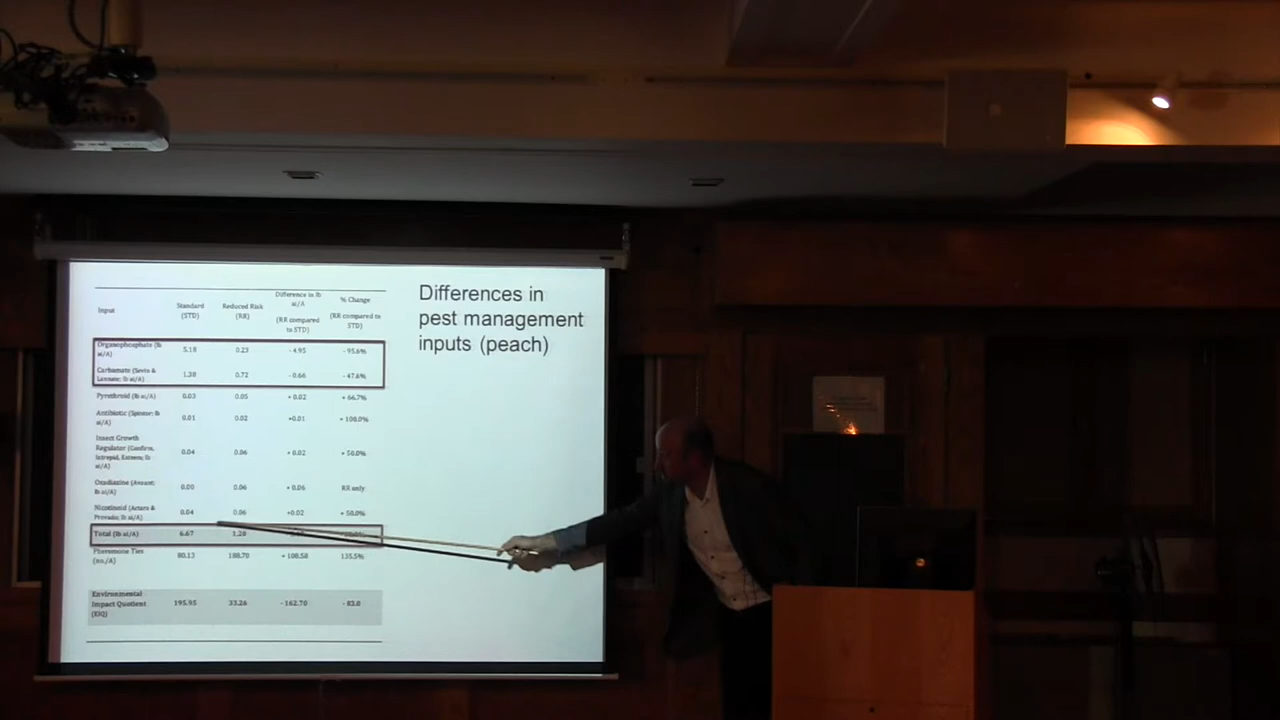 Differences in
pest management
inputs (peach)
Input
Standard
(STD)
Reduced Risk
(RR)
Difference in lb
ai/A
(RR compared
to STD)
% Change
(RR compared to
STD)
Organophosphate (lb
ai/A)
5.18 0.23 - 4.95 - 95.6%
Carbamate (Sevin &
Lannate; lb ai/A)
1.38 0.72 - 0.66 - 47.6%
Pyrethroid (lb ai/A) 0.03 0.05 + 0.02 + 66.7%
Antibiotic (Spintor; lb
ai/A)
0.01 0.02 +0.01 + 100.0%
Insect Growth
Regulator (Confirm,
Intrepid, Esteem; lb
ai/A)
0.04 0.06 + 0.02 + 50.0%
Oxadiazine (Avaunt;
lb ai/A)
0.00 0.06 + 0.06 RR only
Nicotinoid (Actara &
Provado; lb ai/A)
0.04 0.06 +0.02 + 50.0%
Total (lb ai/A) 6.67 1.20
Pheromone Ties
(no./A)
80.13 188.70 + 108.58 135.5%
Environmental
Impact Quotient
(EIQ)
195.95 33.26 - 162.70 - 83.0